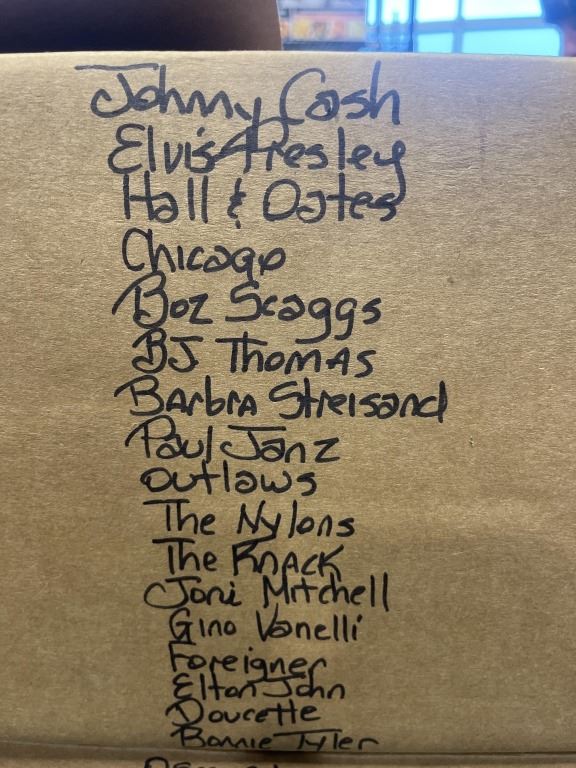 Johnny Cash
Elvis Presley
Hall & Oates
Chicago
Boz Scaggs
BJ Thomas
Barbra Streisand
Paul Janz
Outlaws
The Nylons
The Knack
Joni Mitchell
Gino Vanelli
Foreigner
Elton John
Doucette
Bonnie Tyler